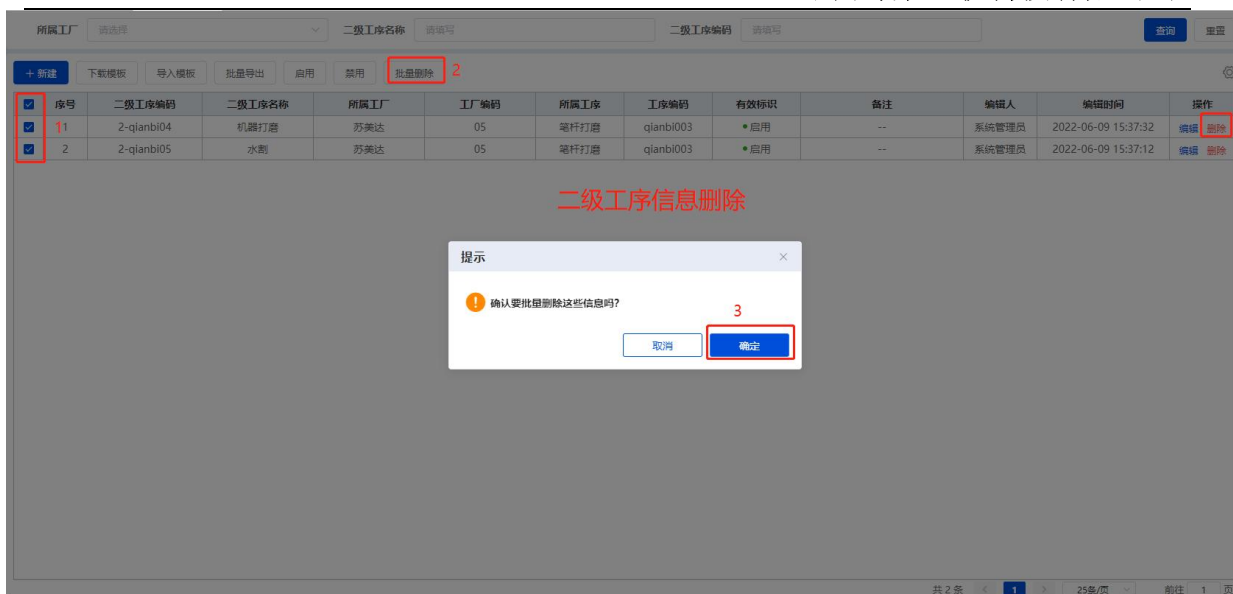 所属工厂 请选择 二级工序名称 请填写 二级工序编码 请填写 查询 重置
+ 新建 下载模板 导入模板 批量导出 启用 禁用 批量删除 2
序号 二级工序编码 二级工序名称 所属工厂 工厂编码 所属工序 工序编码 有效标识 备注 编辑人 编辑时间 操作
1 1 2-qianbi04 机器打磨 苏美达 05 笔杆打磨 qianbi003 启用 -- 系统管理员 2022-06-09 15:37:32 编辑 删除
2 2-qianbi05 水割 苏美达 05 笔杆打磨 qianbi003 启用 -- 系统管理员 2022-06-09 15:37:12 编辑 删除
二级工序信息删除
提示
确认要批量删除这些信息吗?
3
取消 确定
共 2 条 1 25条/页 前往 1 页